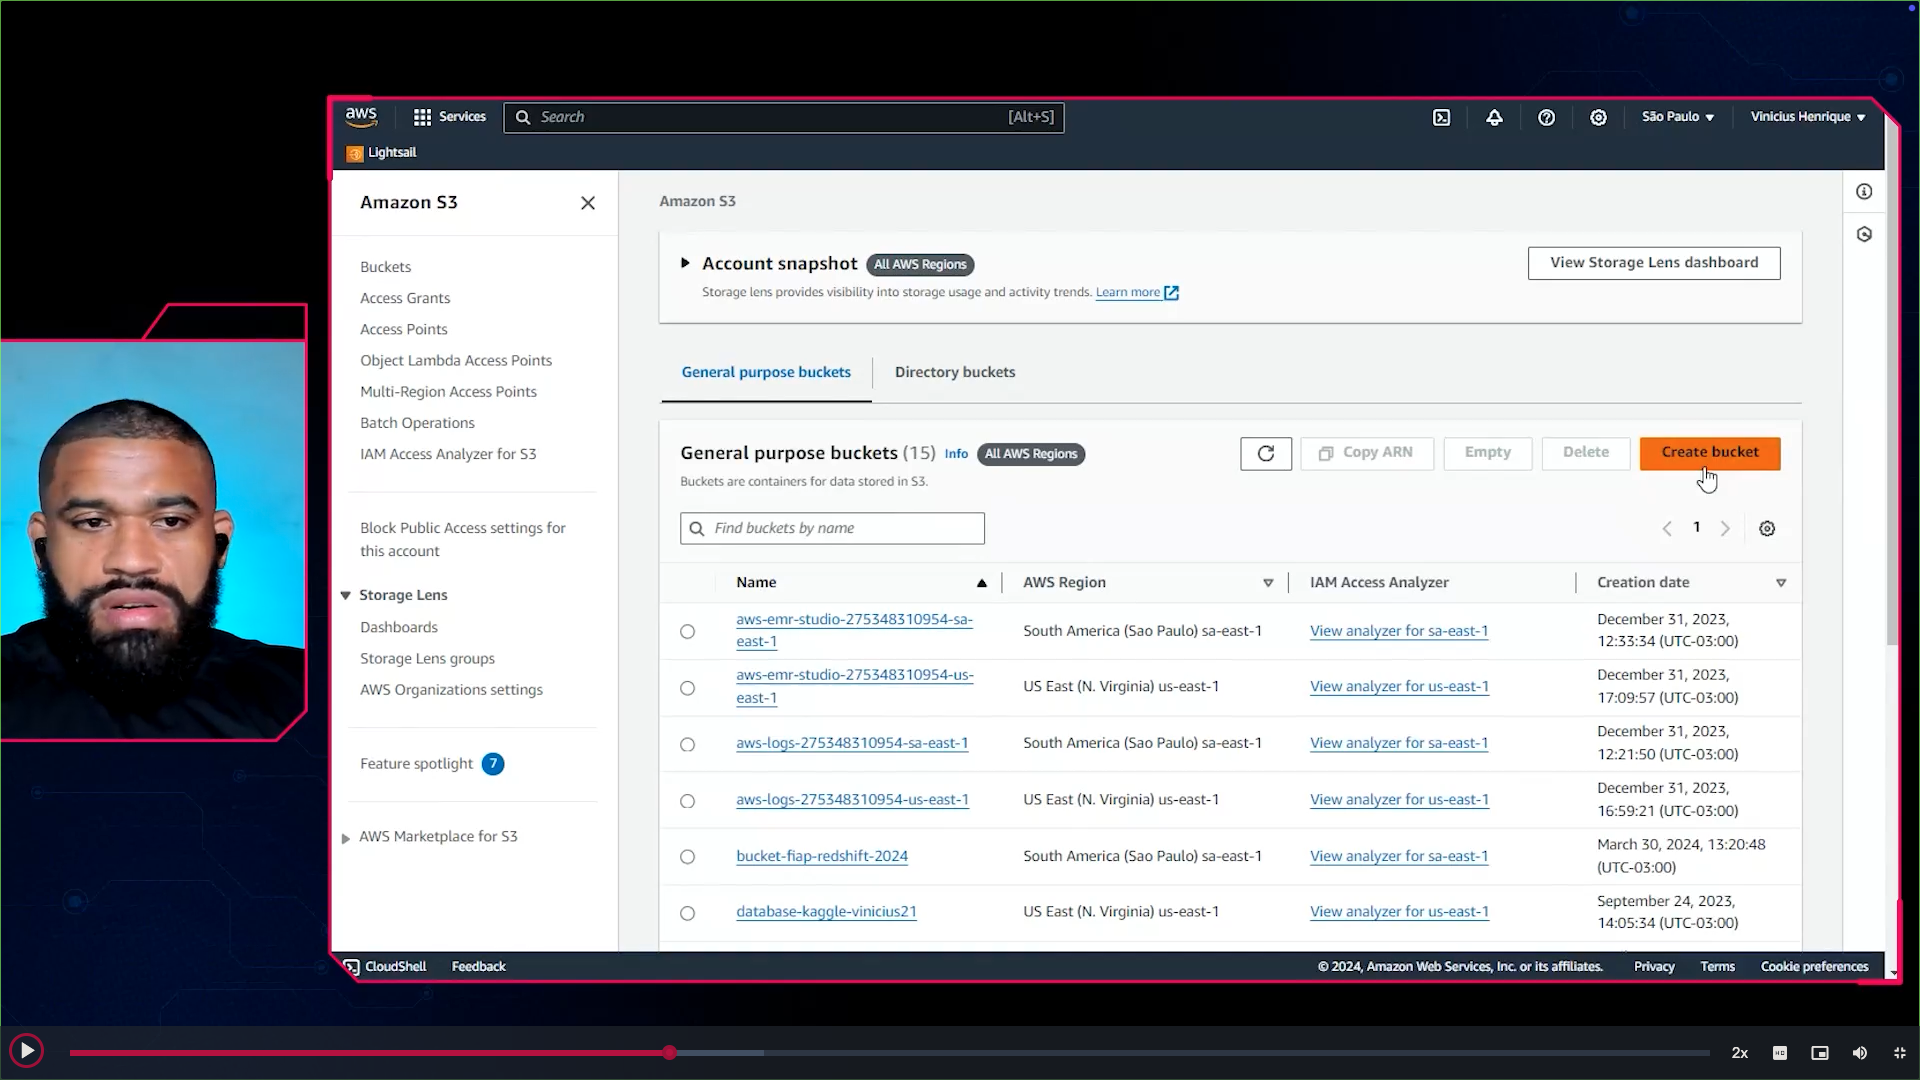 aws
Services
Search
[Alt+S]
São Paulo
Vinicius Henrique
Lightsail
Amazon S3
Buckets
Access Grants
Access Points
Object Lambda Access Points
Multi-Region Access Points
Batch Operations
IAM Access Analyzer for S3
Block Public Access settings for
this account
Storage Lens
Dashboards
Storage Lens groups
AWS Organizations settings
Feature spotlight 7
AWS Marketplace for S3
Amazon S3
Account snapshot All AWS Regions
Storage lens provides visibility into storage usage and activity trends. Learn more
View Storage Lens dashboard
General purpose buckets
Directory buckets
General purpose buckets (15) Info All AWS Regions
Buckets are containers for data stored in S3.
Copy ARN
Empty
Delete
Create bucket
Find buckets by name
1
Name
AWS Region
IAM Access Analyzer
Creation date
aws-emr-studio-275348310954-sa-
east-1
South America (Sao Paulo) sa-east-1
View analyzer for sa-east-1
December 31, 2023,
12:33:34 (UTC-03:00)
aws-emr-studio-275348310954-us-
east-1
US East (N. Virginia) us-east-1
View analyzer for us-east-1
December 31, 2023,
17:09:57 (UTC-03:00)
aws-logs-275348310954-sa-east-1
South America (Sao Paulo) sa-east-1
View analyzer for sa-east-1
December 31, 2023,
12:21:50 (UTC-03:00)
aws-logs-275348310954-us-east-1
US East (N. Virginia) us-east-1
View analyzer for us-east-1
December 31, 2023,
16:59:21 (UTC-03:00)
bucket-fiap-redshift-2024
South America (Sao Paulo) sa-east-1
View analyzer for sa-east-1
March 30, 2024, 13:20:48
(UTC-03:00)
database-kaggle-vinicius21
US East (N. Virginia) us-east-1
View analyzer for us-east-1
September 24, 2023,
14:05:34 (UTC-03:00)
CloudShell
Feedback
© 2024, Amazon Web Services, Inc. or its affiliates.
Privacy
Terms
Cookie preferences
2x
HD